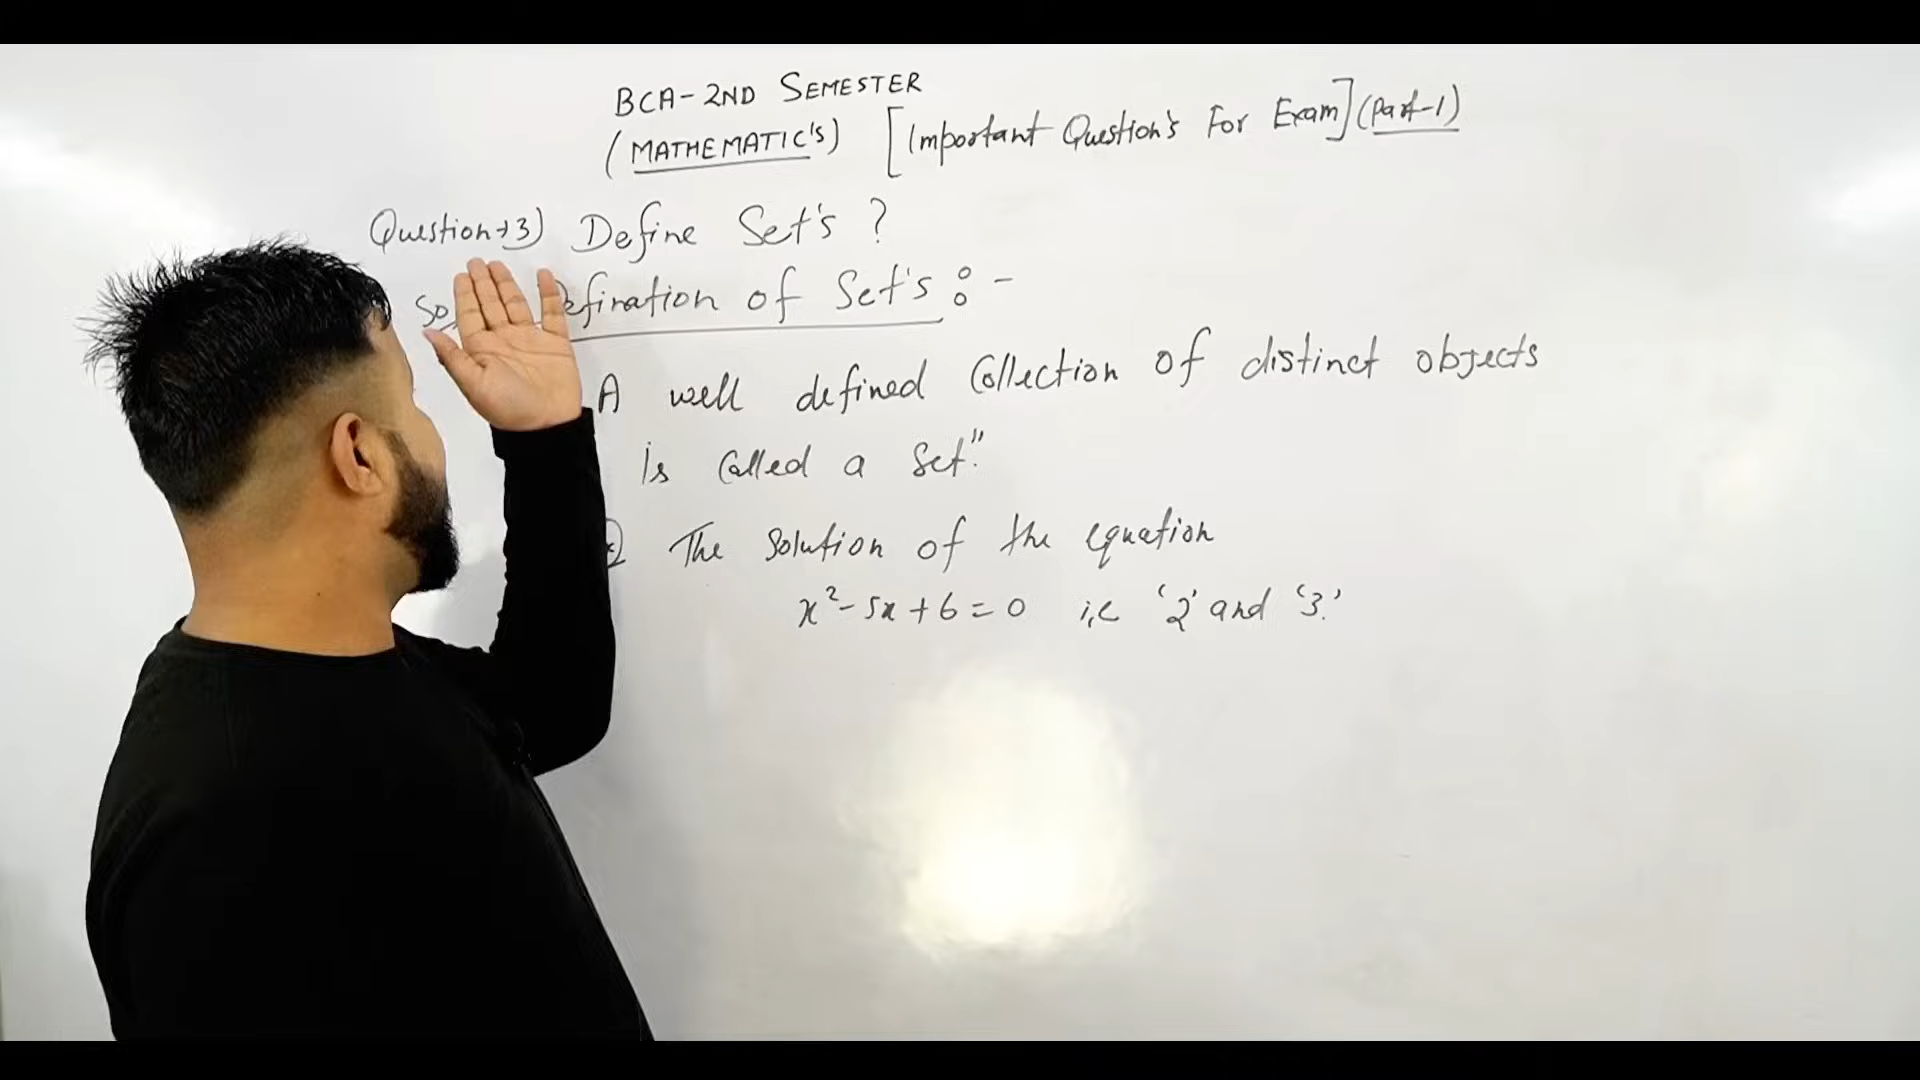 BCA-2ND SEMESTER
(MATHEMATIC's) [Important Question's For Exam] (Part-1)
Question→3) Define Set's ?
Defination of Set's :-
A well defined Collection of distinct objects
is Called a Set."
The Solution of the equation
x²-5x+6=0 i,e '2' and '3.'